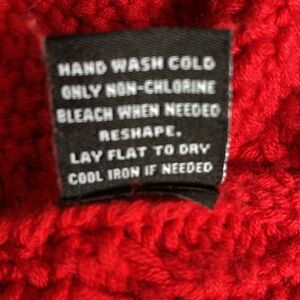 HAND WASH COLD
ONLY NON-CHLORINE
BLEACH WHEN NEEDED
RESHAPE.
LAY FLAT TO DRY
COOL IRON IF NEEDED